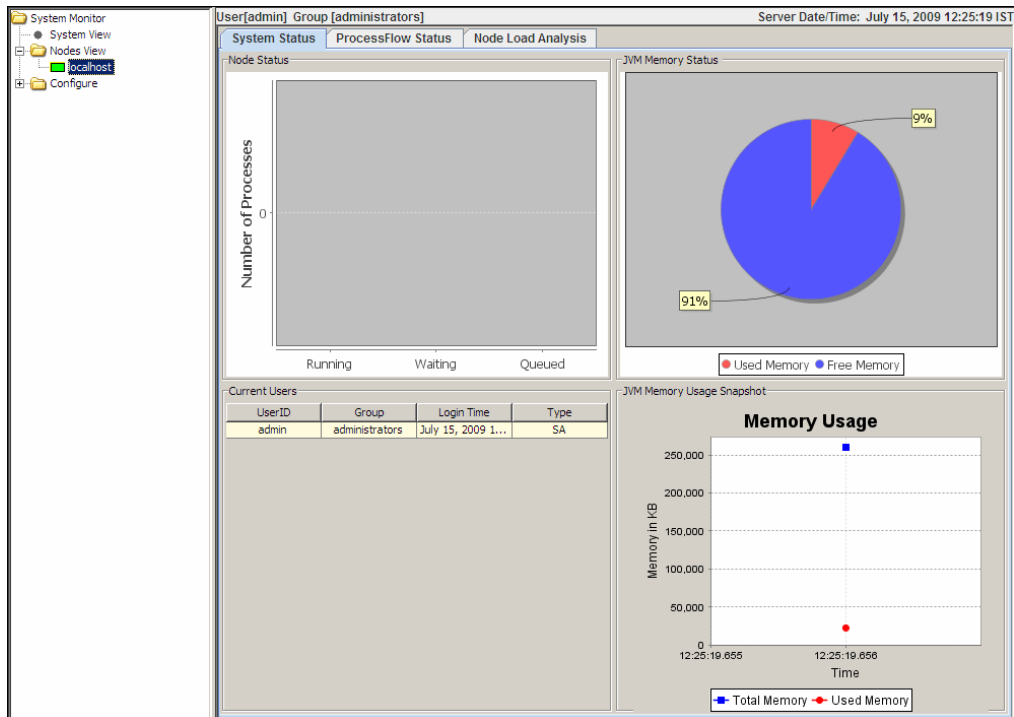 System Monitor
System View
Nodes View
localhost
Configure
User[admin] Group [administrators]
Server Date/Time: July 15, 2009 12:25:19 IST
System Status
ProcessFlow Status
Node Load Analysis
Node Status
Number of Processes
0
Running
Waiting
Queued
JVM Memory Status
9%
91%
Used Memory
Free Memory
Current Users
UserID Group Login Time Type
admin administrators July 15, 2009 1... SA
JVM Memory Usage Snapshot
Memory Usage
Memory in KB
250,000
200,000
150,000
100,000
50,000
0
12:25:19.655
12:25:19.656
Time
Total Memory
Used Memory